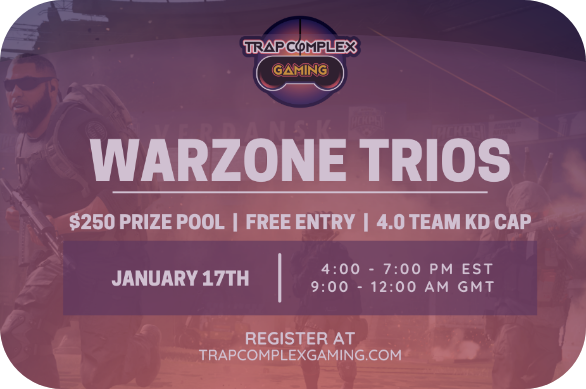 TRAP COMPLEX
GAMING
VERDANSK
WARZONE TRIOS
$250 PRIZE POOL | FREE ENTRY | 4.0 TEAM KD CAP
JANUARY 17TH
4:00 - 7:00 PM EST
9:00 - 12:00 AM GMT
REGISTER AT
TRAPCOMPLEXGAMING.COM